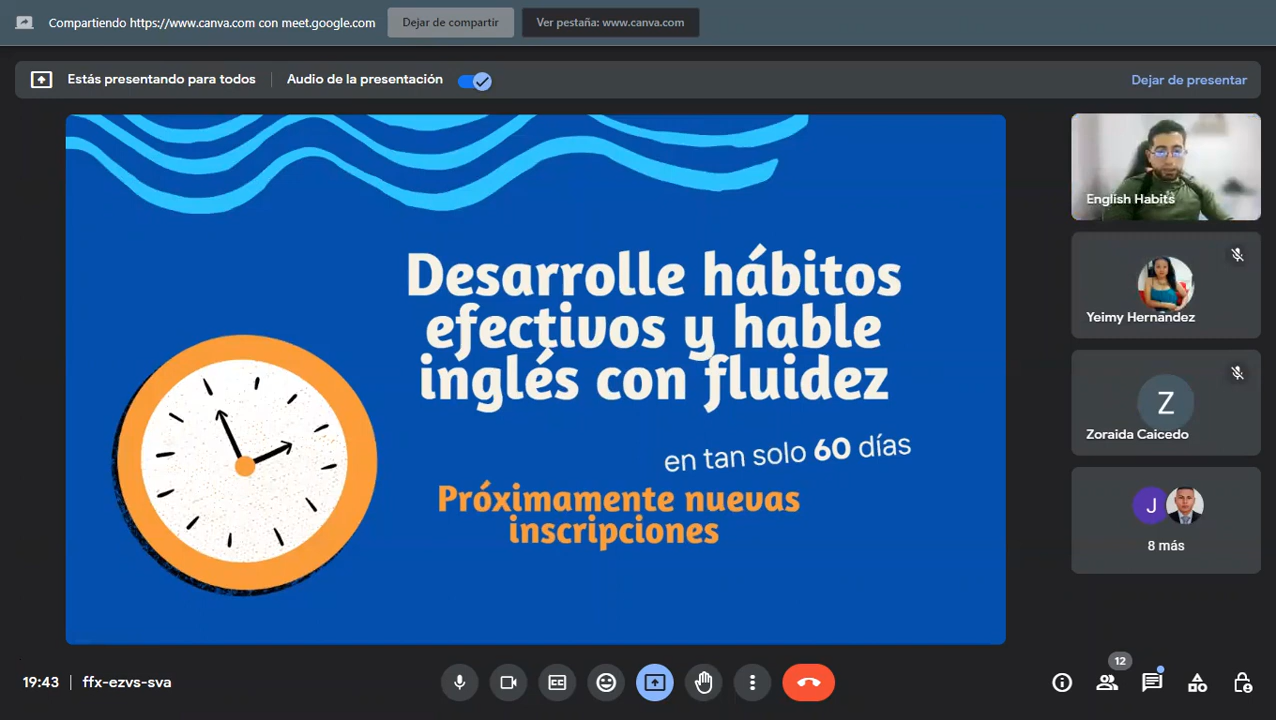 Compartiendo https://www.canva.com con meet.google.com
Dejar de compartir
Ver pestaña: www.canva.com
Estás presentando para todos
Audio de la presentación
Dejar de presentar
Desarrolle hábitos
efectivos y hable
inglés con fluidez
en tan solo 60 días
Próximamente nuevas
inscripciones
English Habits
Yeimy Hernández
Z
Zoraida Caicedo
J
8 más
19:43
ffx-ezvs-sva
CC
12